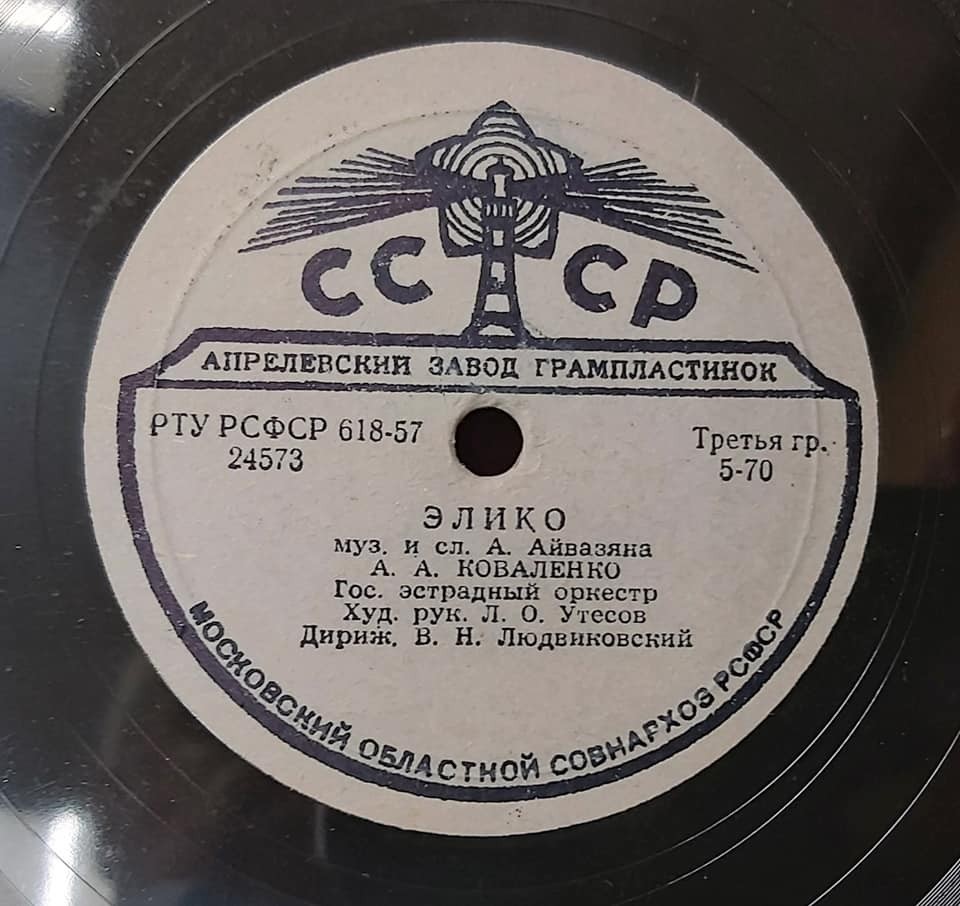 СССР
АПРЕЛЕВСКИЙ ЗАВОД ГРАМПЛАСТИНОК
РТУ РСФСР 618-57
24573
Третья гр.
5-70
ЭЛИКО
муз. и сл. А. Айвазяна
А. А. КОВАЛЕНКО
Гос. эстрадный оркестр
Худ. рук. Л. О. Утесов
Дириж. В. Н. Людвиковский
МОСКОВСКИЙ ОБЛАСТНОЙ СОВНАРХОЗ РСФСР